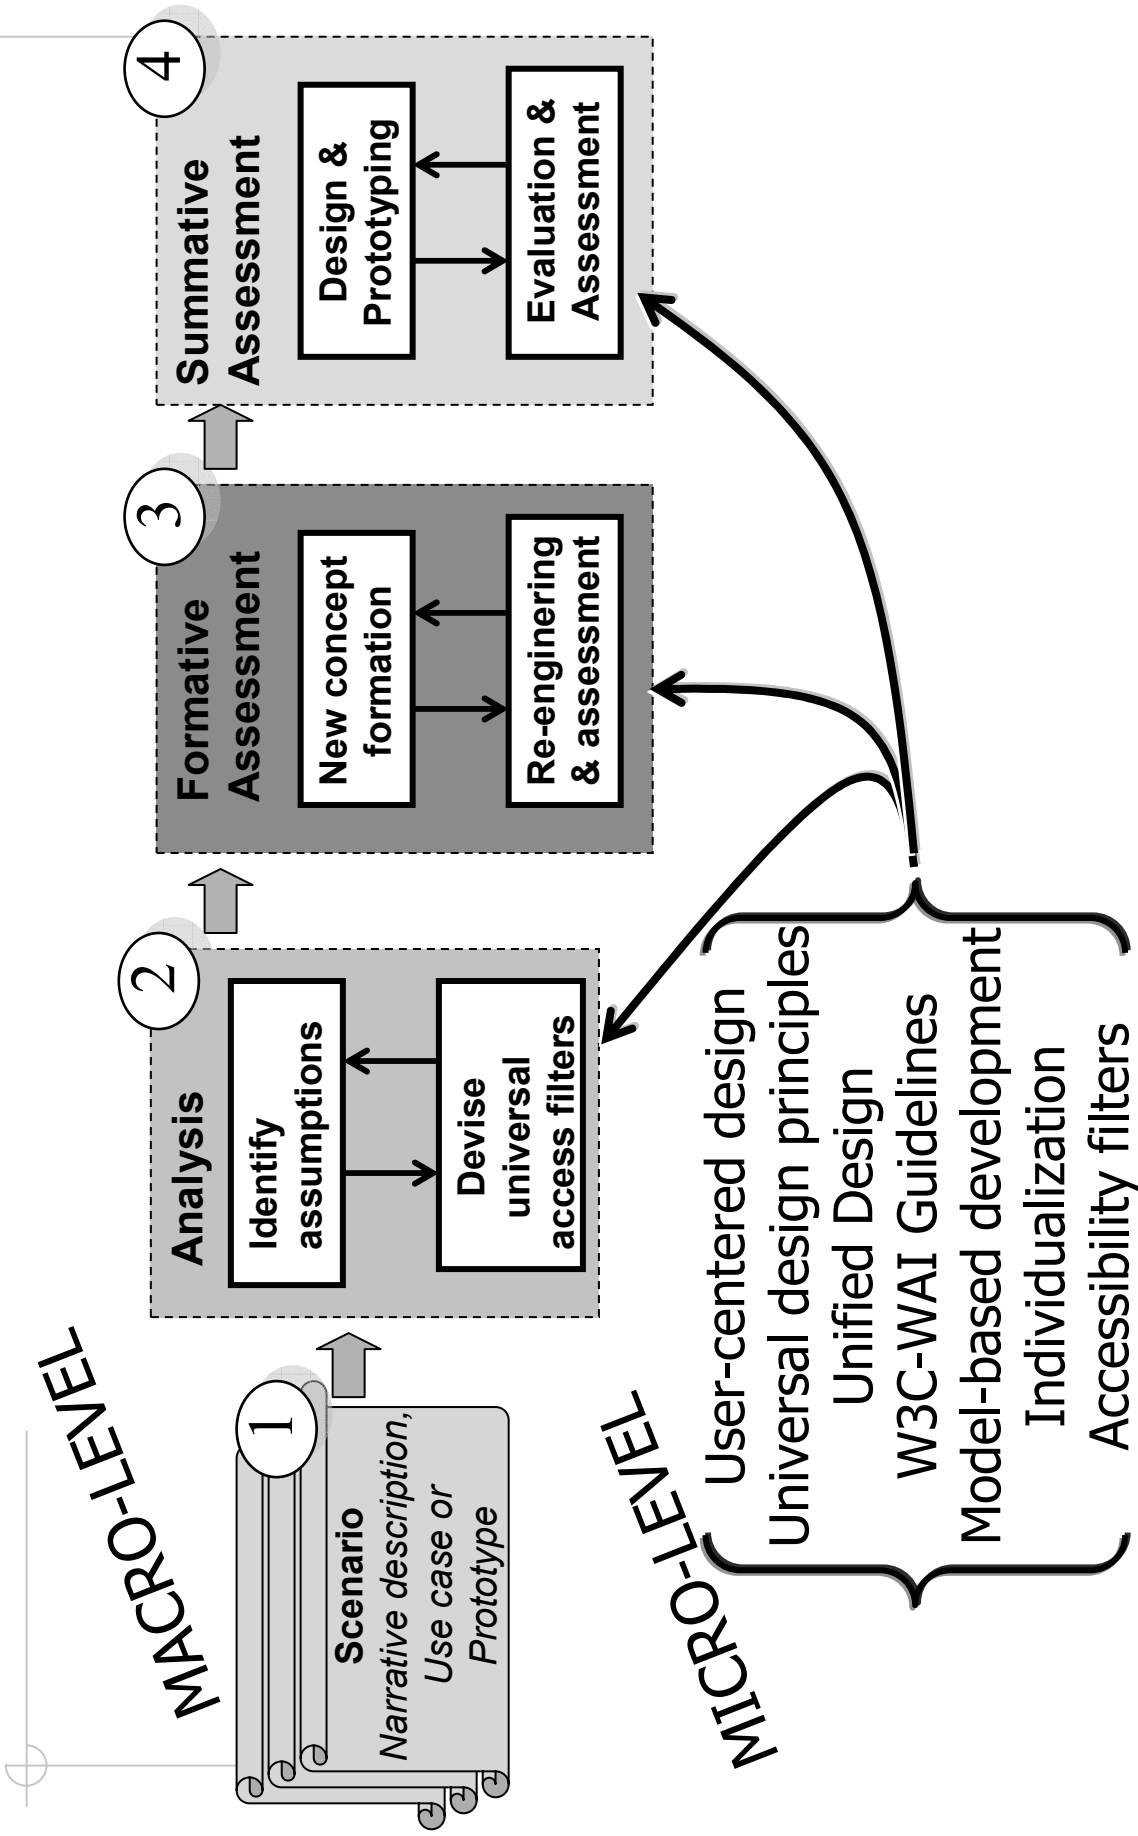 MACRO-LEVEL
1
Scenario
Narrative description,
Use case or
Prototype
2
Analysis
Identify
assumptions
Devise
universal
access filters
3
Formative
Assessment
New concept
formation
Re-enginering
& assessment
4
Summative
Assessment
Design &
Prototyping
Evaluation &
Assessment
MICRO-LEVEL
User-centered design
Universal design principles
Unified Design
W3C-WAI Guidelines
Model-based development
Individualization
Accessibility filters